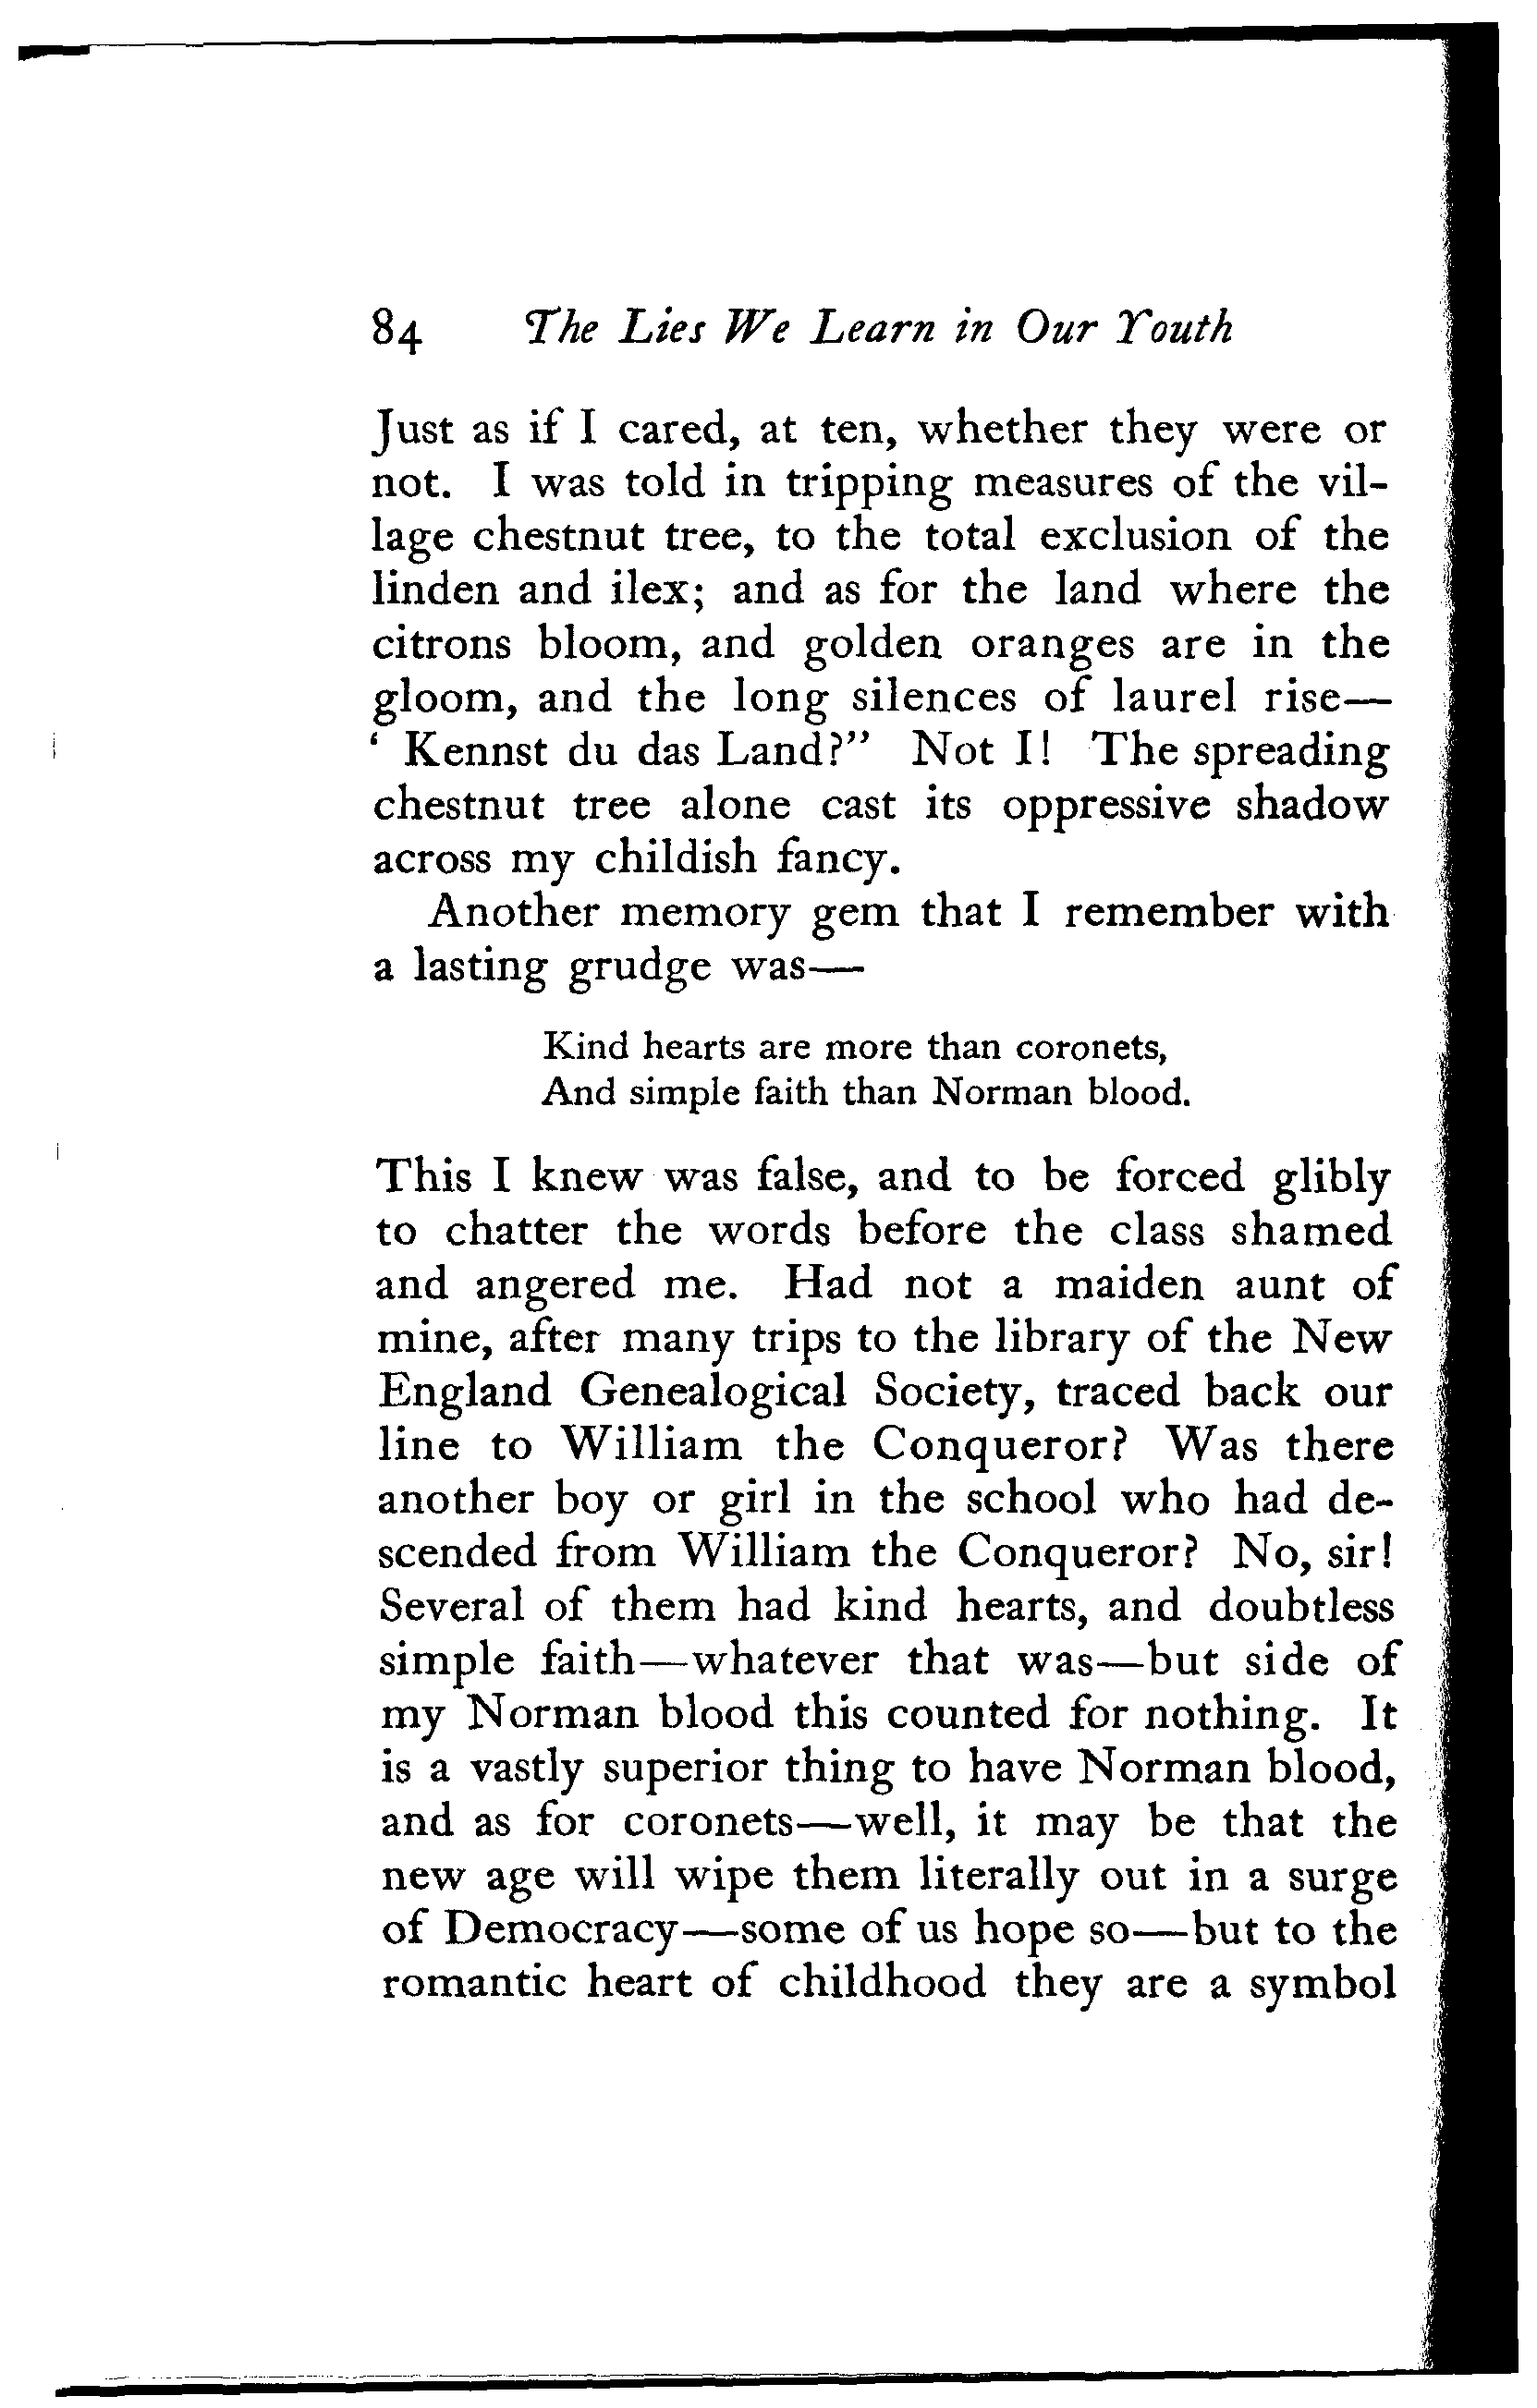 84 The Lies We Learn in Our Youth
Just as if I cared, at ten, whether they were or
not. I was told in tripping measures of the vil-
lage chestnut tree, to the total exclusion of the
linden and ilex; and as for the land where the
citrons bloom, and golden oranges are in the
gloom, and the long silences of laurel rise—
‘ Kennst du das Land?” Not I! The spreading
chestnut tree alone cast its oppressive shadow
across my childish fancy.
Another memory gem that I remember with
a lasting grudge was—
Kind hearts are more than coronets,
And simple faith than Norman blood.
This I knew was false, and to be forced glibly
to chatter the words before the class shamed
and angered me. Had not a maiden aunt of
mine, after many trips to the library of the New
England Genealogical Society, traced back our
line to William the Conqueror? Was there
another boy or girl in the school who had de-
scended from William the Conqueror? No, sir!
Several of them had kind hearts, and doubtless
simple faith—whatever that was—but side of
my Norman blood this counted for nothing. It
is a vastly superior thing to have Norman blood,
and as for coronets—well, it may be that the
new age will wipe them literally out in a surge
of Democracy—some of us hope so—but to the
romantic heart of childhood they are a symbol